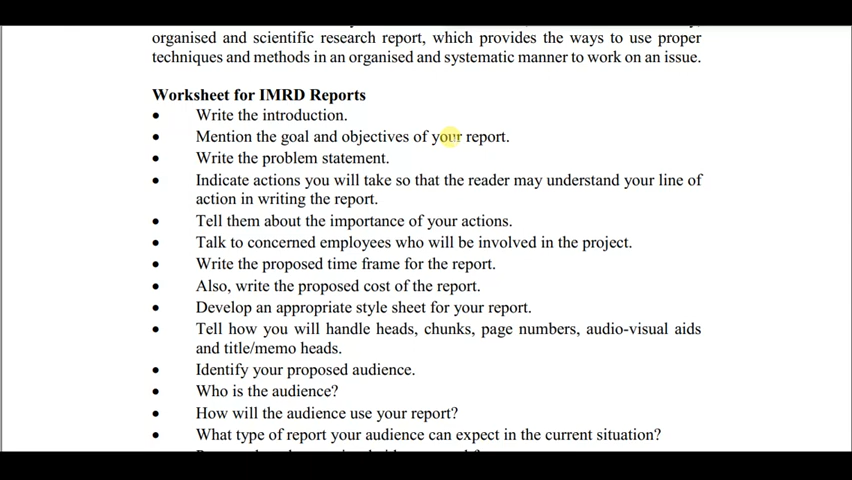 organised and scientific research report, which provides the ways to use proper
techniques and methods in an organised and systematic manner to work on an issue.
Worksheet for IMRD Reports
• Write the introduction.
• Mention the goal and objectives of your report.
• Write the problem statement.
• Indicate actions you will take so that the reader may understand your line of
action in writing the report.
• Tell them about the importance of your actions.
• Talk to concerned employees who will be involved in the project.
• Write the proposed time frame for the report.
• Also, write the proposed cost of the report.
• Develop an appropriate style sheet for your report.
• Tell how you will handle heads, chunks, page numbers, audio-visual aids
and title/memo heads.
• Identify your proposed audience.
• Who is the audience?
• How will the audience use your report?
• What type of report your audience can expect in the current situation?